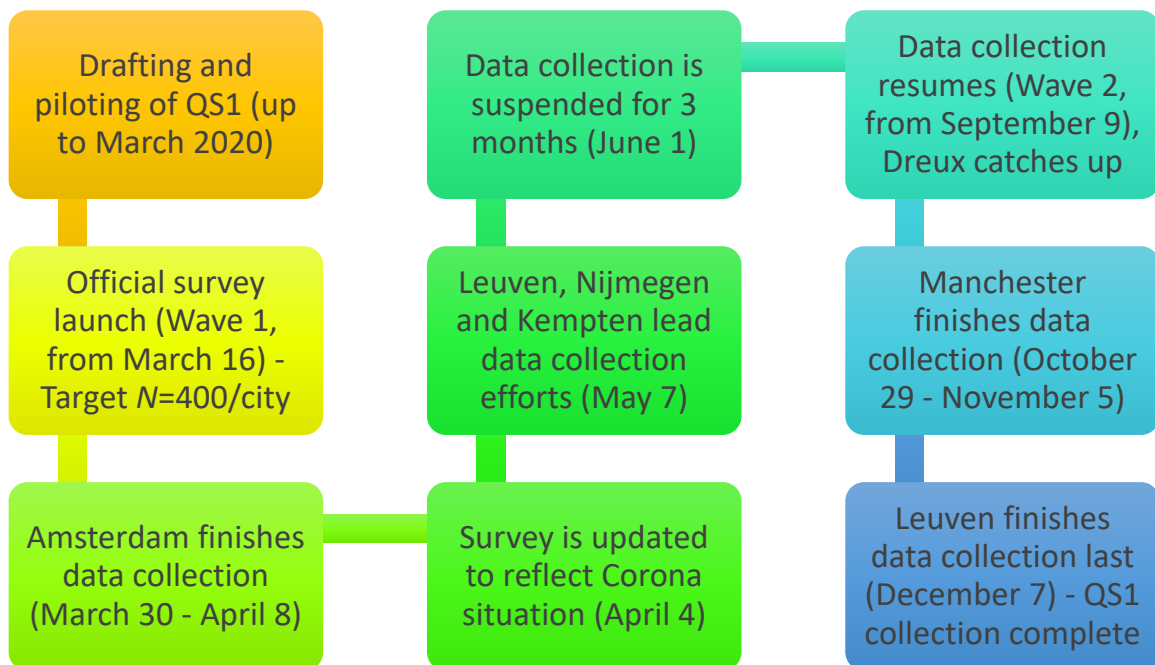 Drafting and
piloting of QS1 (up
to March 2020)
Official survey
launch (Wave 1,
from March 16) -
Target N=400/city
Amsterdam finishes
data collection
(March 30 - April 8)
Survey is updated
to reflect Corona
situation (April 4)
Leuven, Nijmegen
and Kempten lead
data collection
efforts (May 7)
Data collection is
suspended for 3
months (June 1)
Data collection
resumes (Wave 2,
from September 9),
Dreux catches up
Manchester
finishes data
collection (October
29 - November 5)
Leuven finishes
data collection last
(December 7) - QS1
collection complete